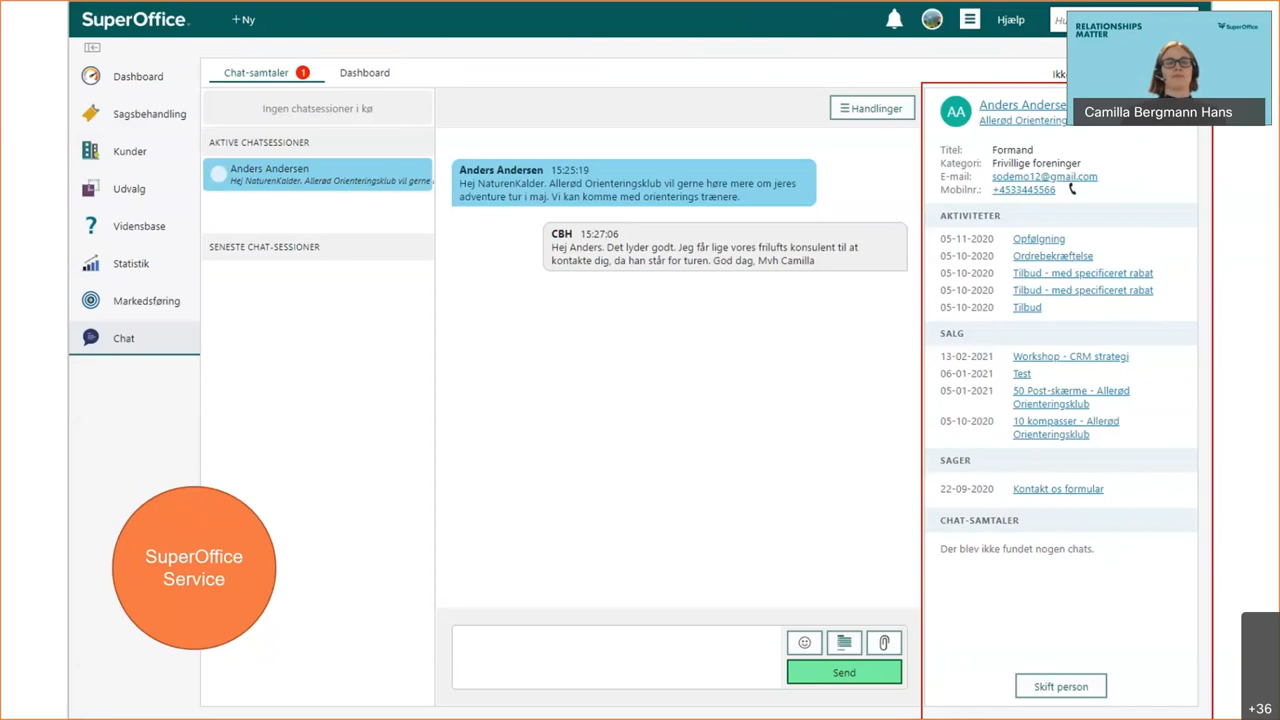 SuperOffice.
+Ny
Hjælp
RELATIONSHIPS
MATTER
SuperOffice
Camilla Bergmann Hans
Dashboard
Sagsbehandling
Kunder
Udvalg
Vidensbase
Statistik
Markedsføring
Chat
Chat-samtaler 1
Dashboard
Ingen chatsessioner i kø
AKTIVE CHATSESSIONER
Anders Andersen
Hej NaturenKalder. Allerød Orienteringsklub vil gerne
SENESTE CHAT-SESSIONER
Handlinger
Anders Andersen 15:25:19
Hej NaturenKalder. Allerød Orienteringsklub vil gerne høre mere om jeres
adventure tur i maj. Vi kan komme med orienterings trænere.
CBH 15:27:06
Hej Anders. Det lyder godt. Jeg får lige vores frilufts konsulent til at
kontakte dig, da han står for turen. God dag, Mvh Camilla
Send
AA
Anders Anderse
Allerød Orientering
Titel: Formand
Kategori: Frivillige foreninger
E-mail: sodemo12@gmail.com
Mobilnr.: +4533445566
AKTIVITETER
05-11-2020 Opfølgning
05-10-2020 Ordrebekræftelse
05-10-2020 Tilbud - med specificeret rabat
05-10-2020 Tilbud - med specificeret rabat
05-10-2020 Tilbud
SALG
13-02-2021 Workshop - CRM strategi
06-01-2021 Test
05-01-2021 50 Post-skærme - Allerød
Orienteringsklub
05-10-2020 10 kompasser - Allerød
Orienteringsklub
SAGER
22-09-2020 Kontakt os formular
CHAT-SAMTALER
Der blev ikke fundet nogen chats.
Skift person
SuperOffice
Service
+36